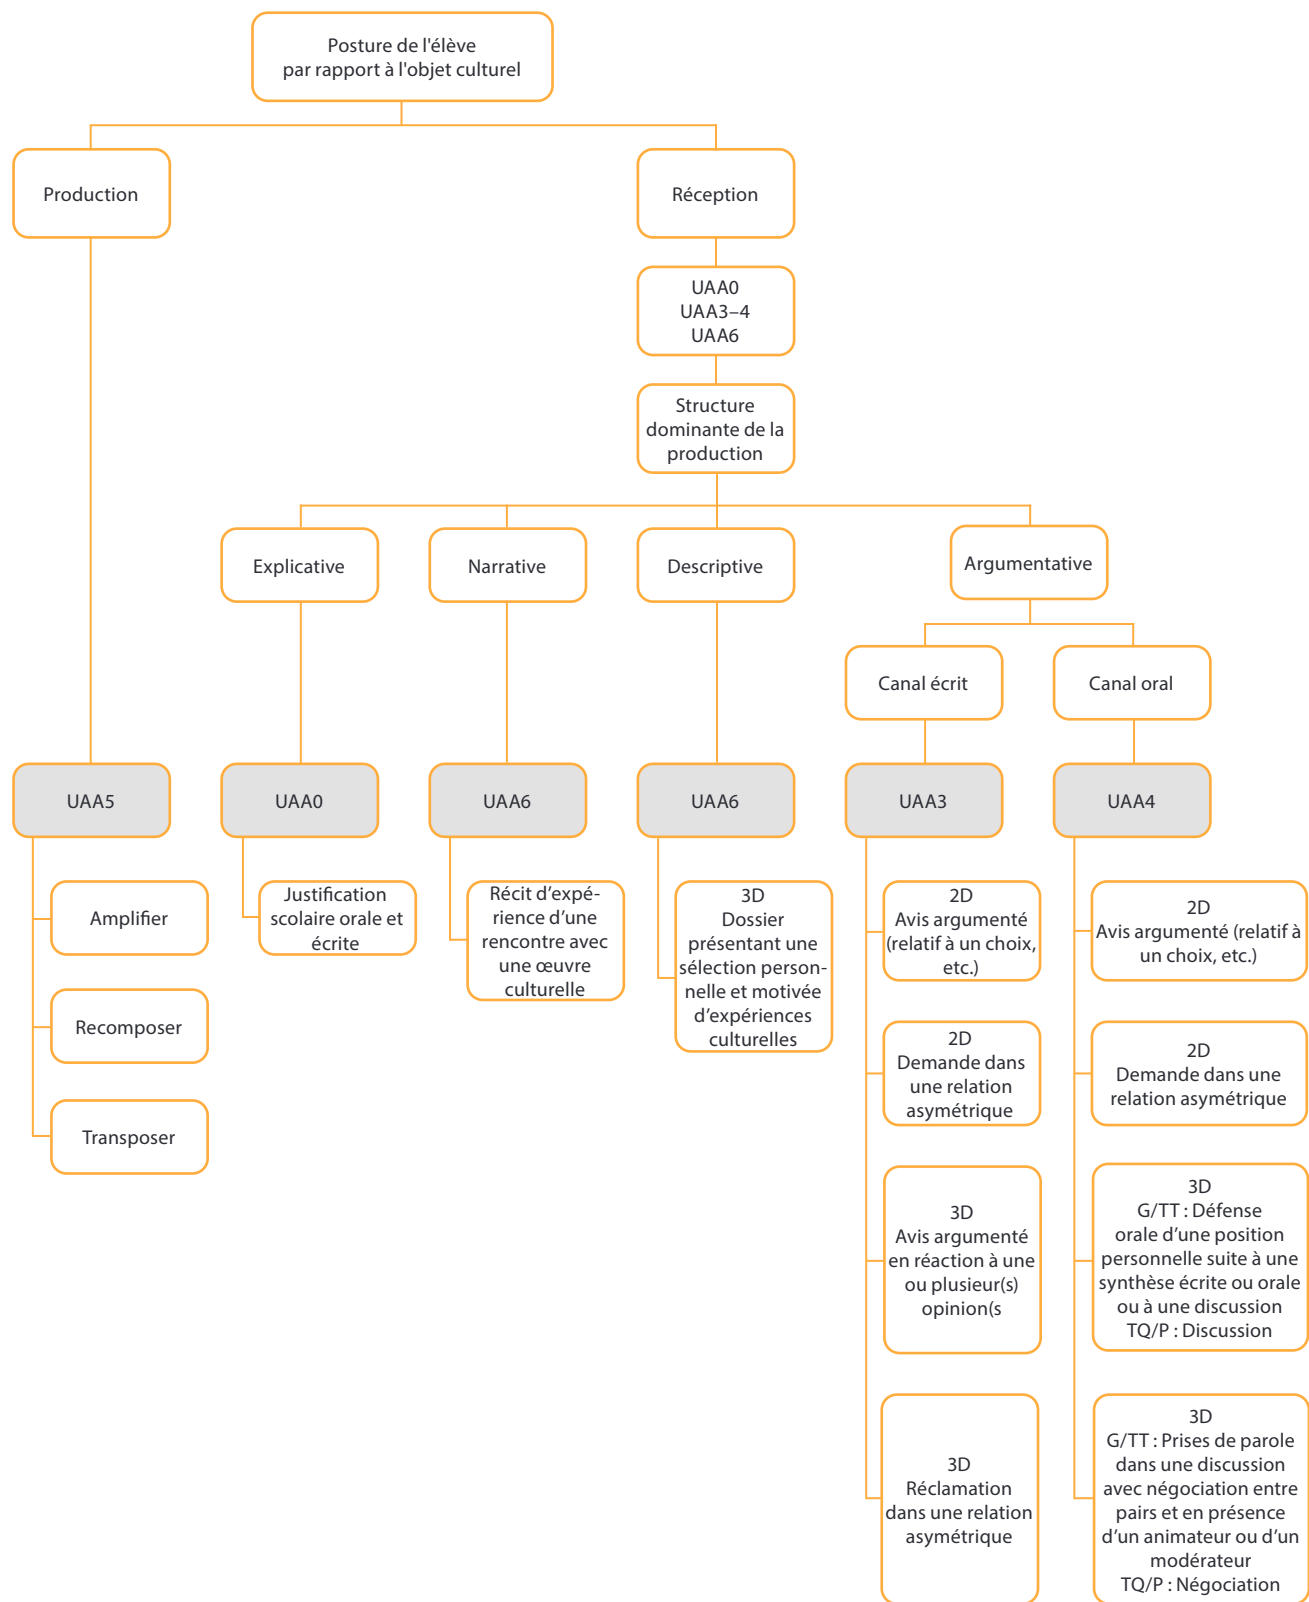 Posture de l'élève
par rapport à l'objet culturel
Production
Réception
UAA0
UAA3–4
UAA6
Structure
dominante de la
production
Explicative
Narrative
Descriptive
Argumentative
Canal écrit
Canal oral
UAA5
UAA0
UAA6
UAA6
UAA3
UAA4
Amplifier
Recomposer
Transposer
Justification
scolaire orale et
écrite
Récit d’expé-
rience d’une
rencontre avec
une œuvre
culturelle
3D
Dossier
présentant une
sélection person-
nelle et motivée
d’expériences
culturelles
2D
Avis argumenté
(relatif à un choix,
etc.)
2D
Demande dans
une relation
asymétrique
3D
Avis argumenté
en réaction à une
ou plusieur(s)
opinion(s
3D
Réclamation
dans une relation
asymétrique
2D
Avis argumenté (relatif à
un choix, etc.)
2D
Demande dans une
relation asymétrique
3D
G/TT : Défense
orale d’une position
personnelle suite à une
synthèse écrite ou orale
ou à une discussion
TQ/P : Discussion
3D
G/TT : Prises de parole
dans une discussion
avec négociation entre
pairs et en présence
d’un animateur ou d’un
modérateur
TQ/P : Négociation